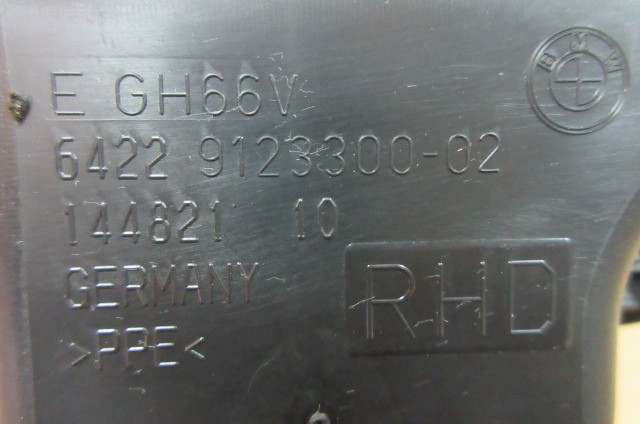 BMW
E GH66V
6422 9123300-02
144821 10
GERMANY
RHD
>PPE<